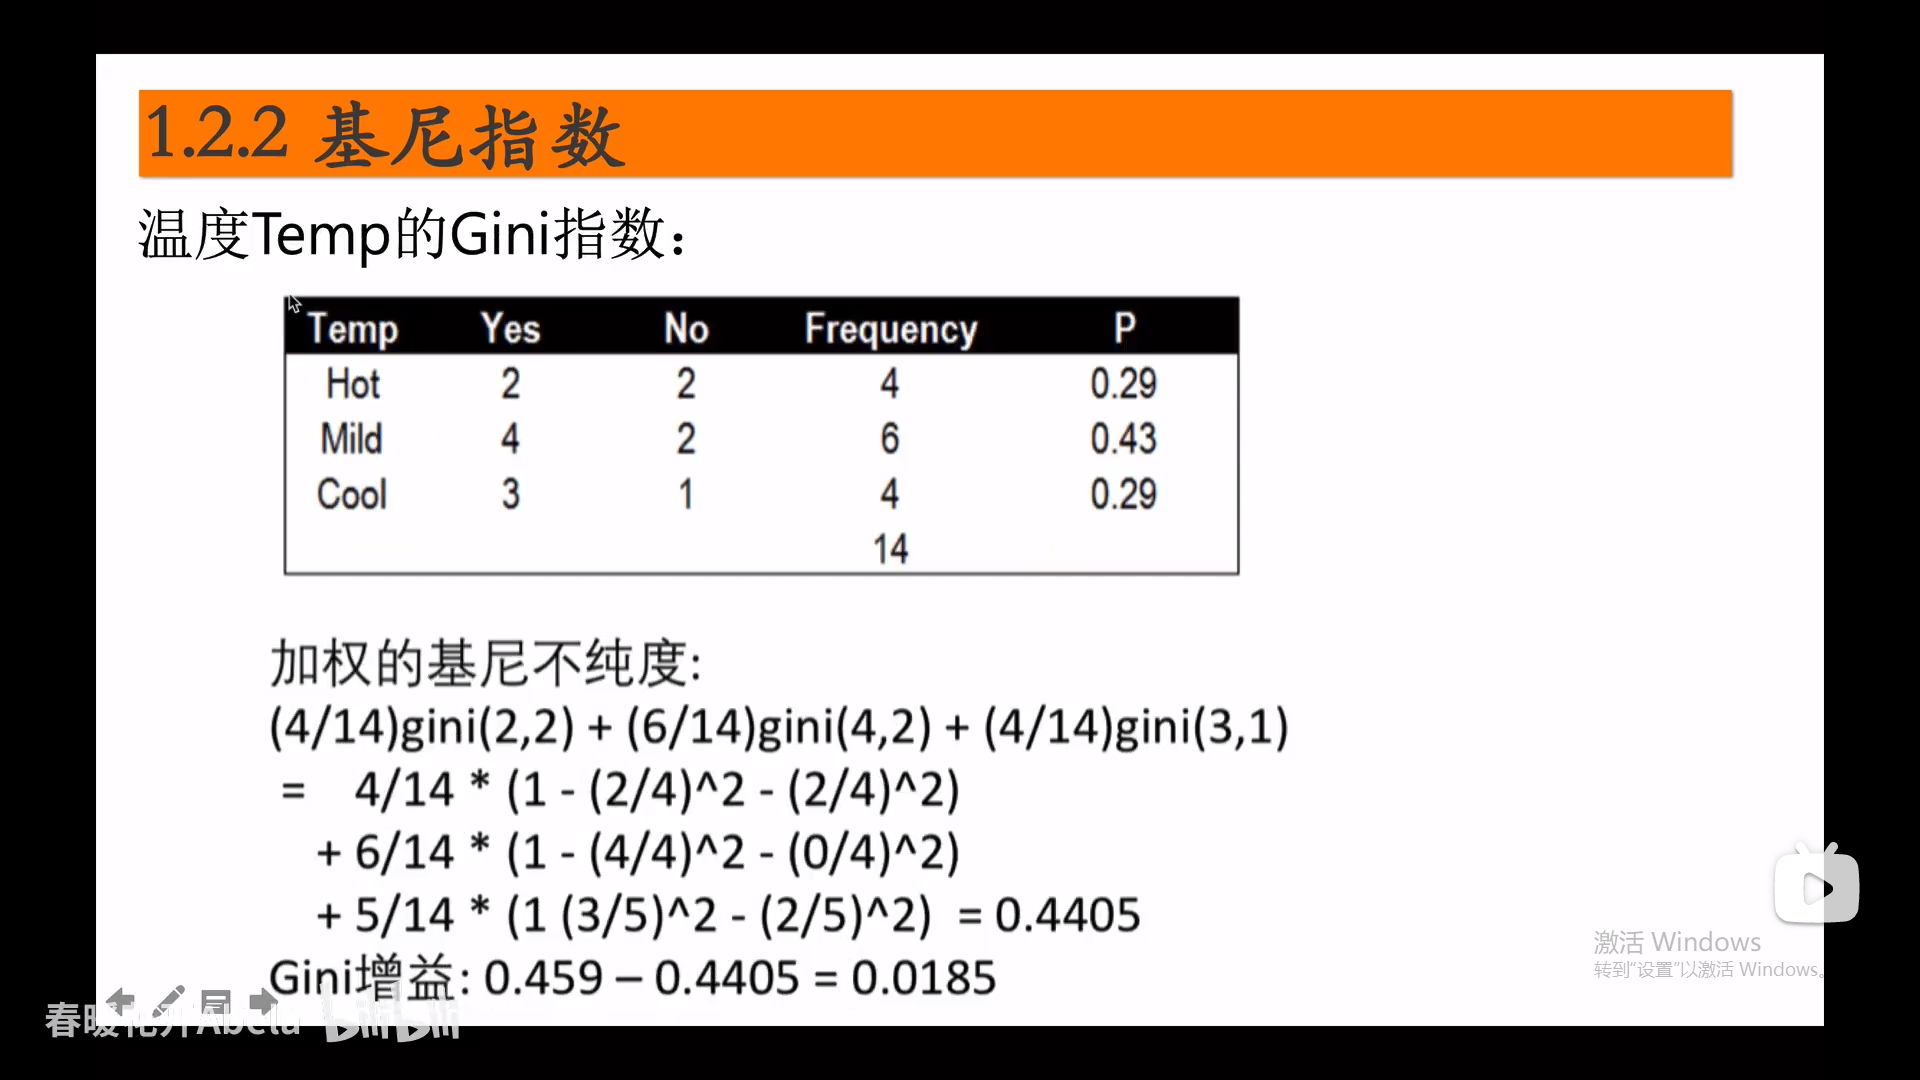 1.2.2 基尼指数
温度Temp的Gini指数：
Temp Yes No Frequency P
Hot 2 2 4 0.29
Mild 4 2 6 0.43
Cool 3 1 4 0.29
14
加权的基尼不纯度:
(4/14)gini(2,2) + (6/14)gini(4,2) + (4/14)gini(3,1)
= 4/14 * (1 - (2/4)^2 - (2/4)^2)
+ 6/14 * (1 - (4/4)^2 - (0/4)^2)
+ 5/14 * (1 (3/5)^2 - (2/5)^2) = 0.4405
Gini增益: 0.459 – 0.4405 = 0.0185
激活 Windows
转到“设置”以激活 Windows。
春暖花开Abela bilibili